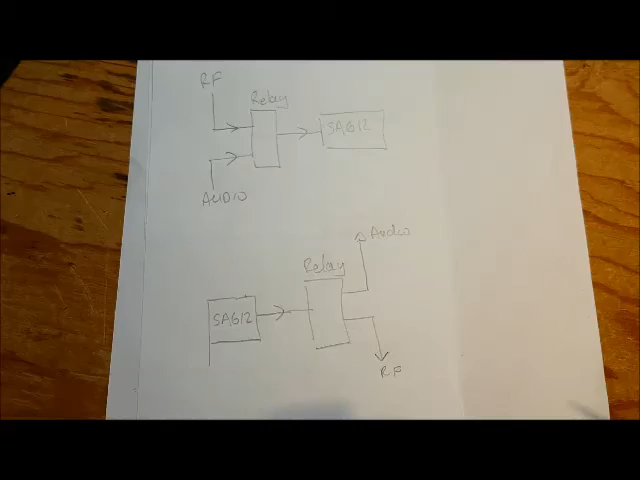 RF
Relay
SA612
AUDIO
Audio
Relay
SA612
RF